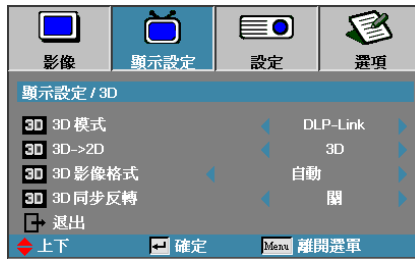 影像 顯示設定 設定 選項
顯示設定 / 3D
3D 3D 模式 DLP-Link
3D 3D->2D 3D
3D 3D 影像格式 自動
3D 3D 同步反轉 關
退出
上下 確定 Menu 離開選單